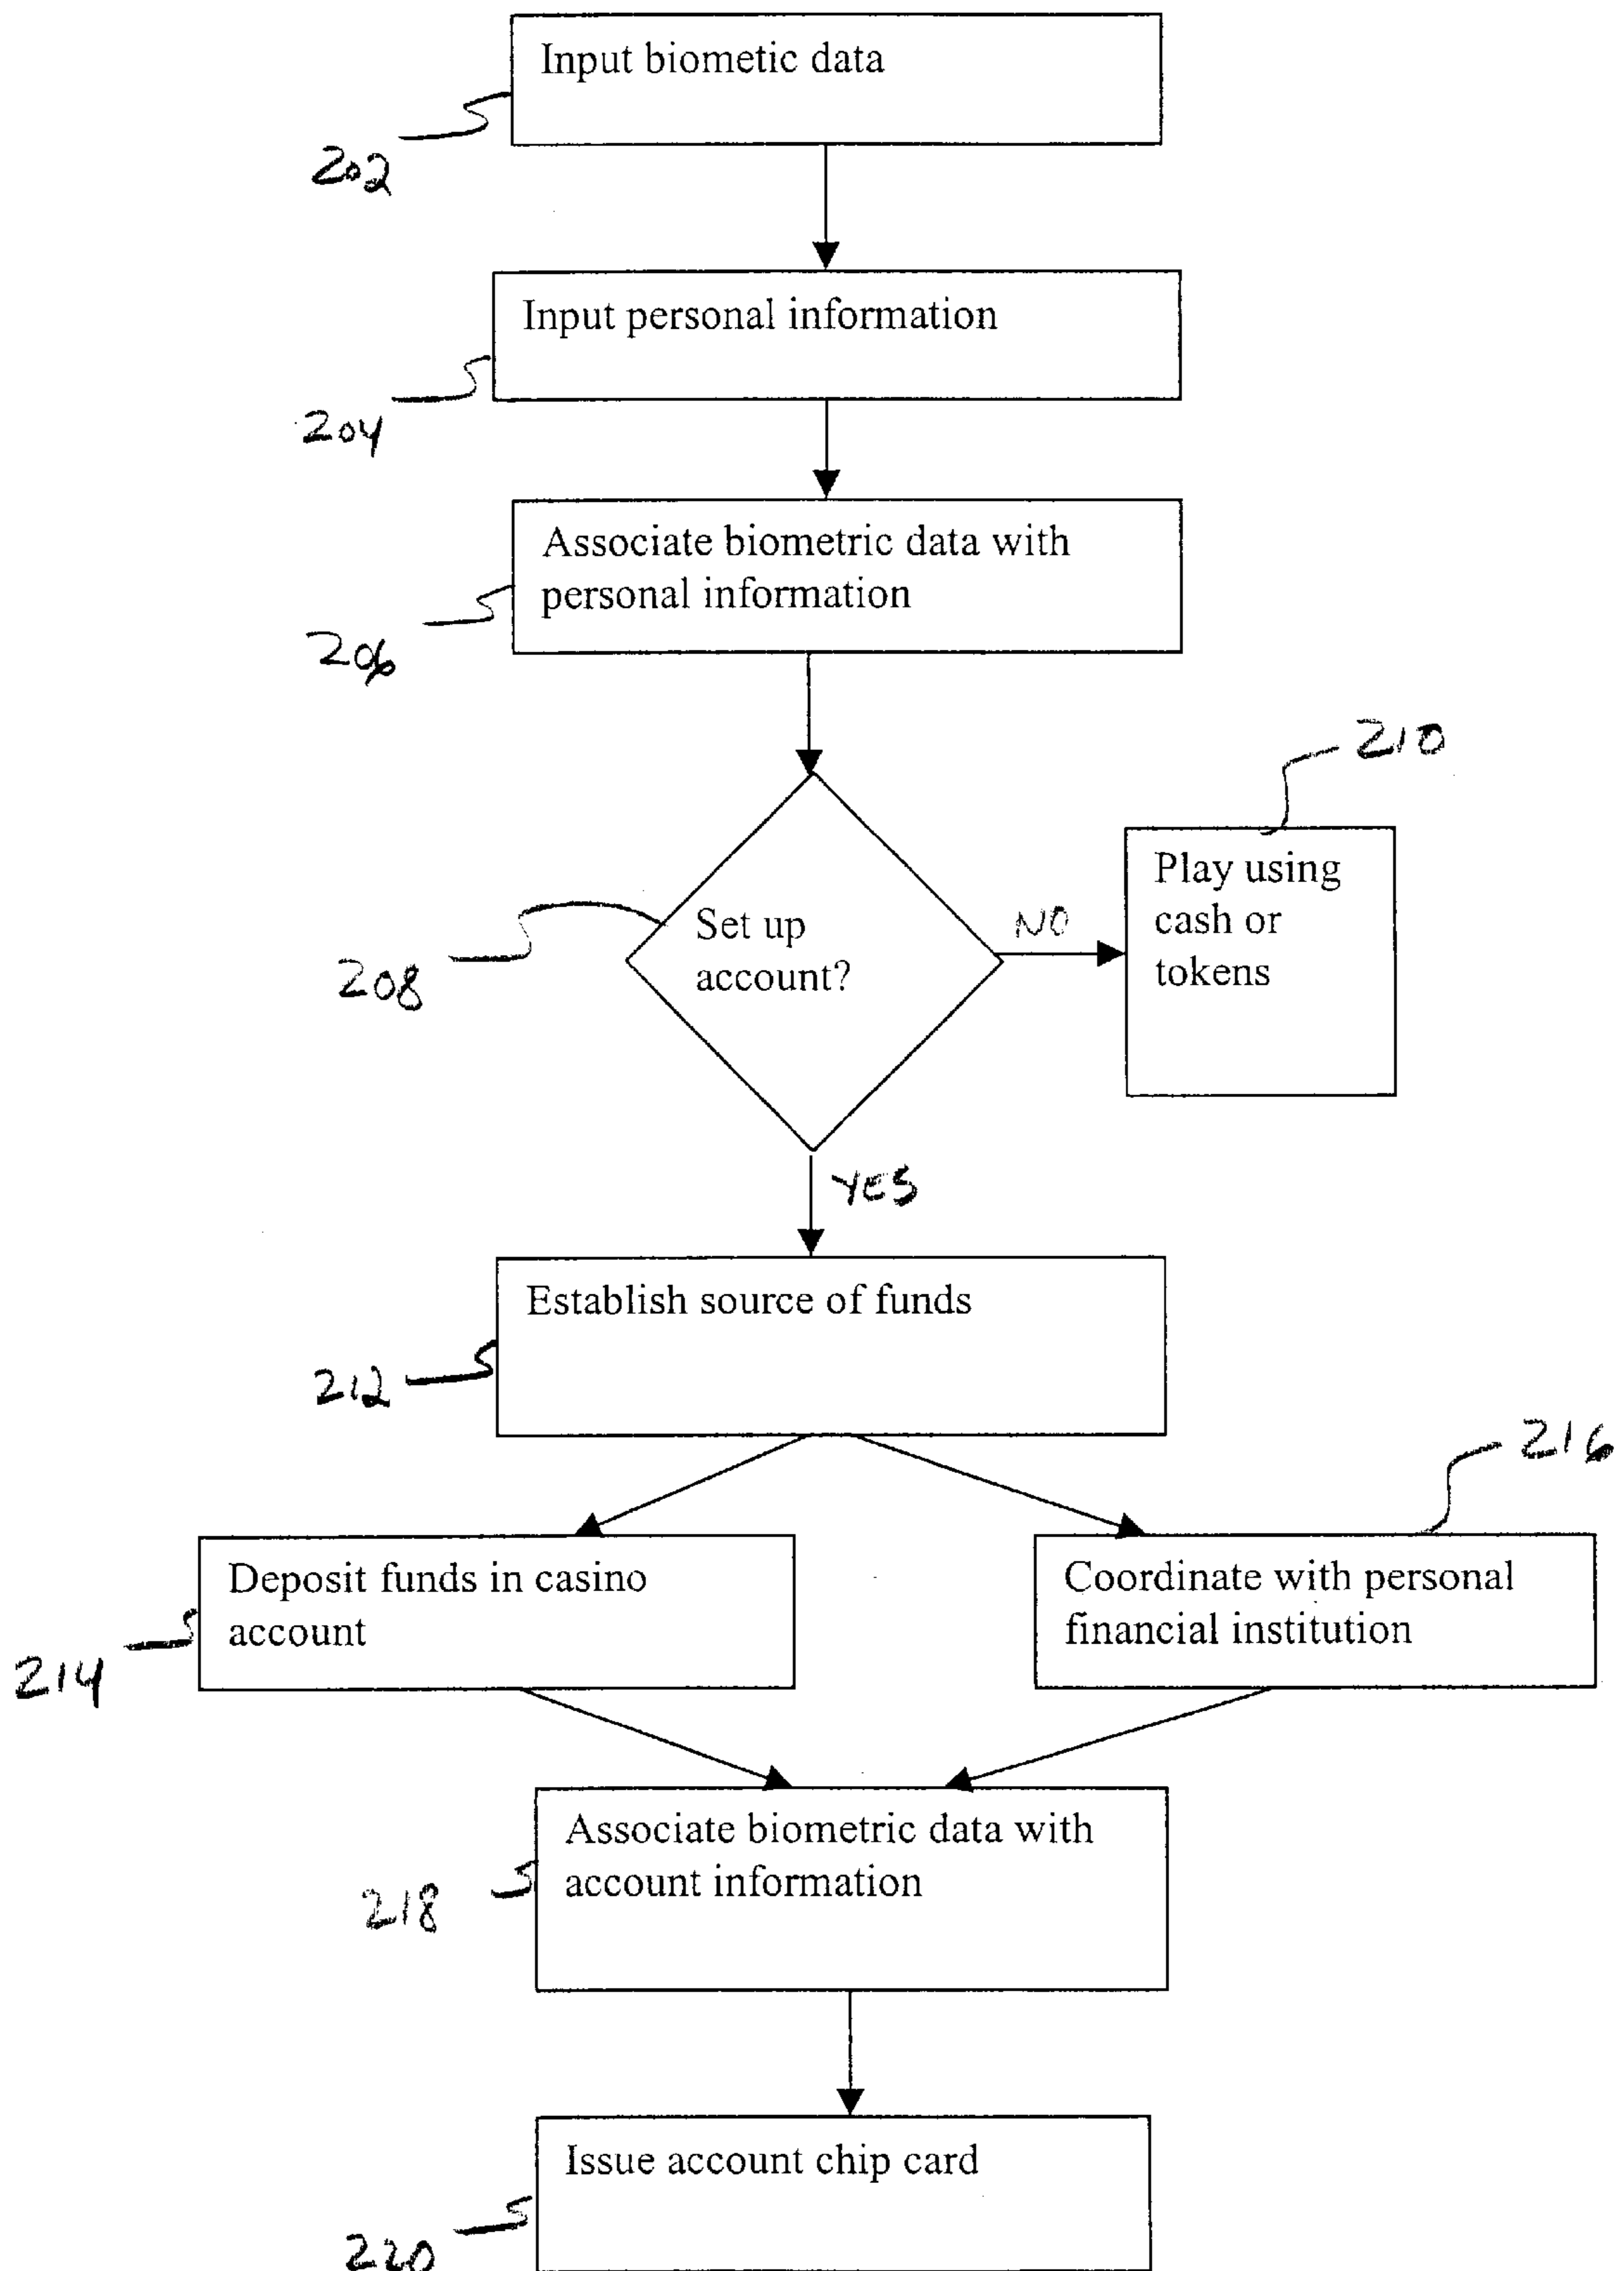 Input biometic data
202
Input personal information
204
Associate biometric data with
personal information
206
210
Play using
cash or
tokens
Set up
account?
NO
208
YES
Establish source of funds
212
216
Deposit funds in casino
account
Coordinate with personal
financial institution
214
Associate biometric data with
account information
218
Issue account chip card
220